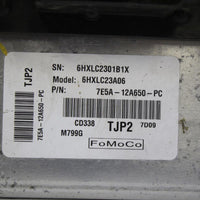 SN: 6HXLC2301B1X
Model: 6HXLC23A06
P/N: 7E5A-12A650-PC
TJP2
7E5A-12A650-PC
CD338 TJP2 7D09
M799G
FoMoCo